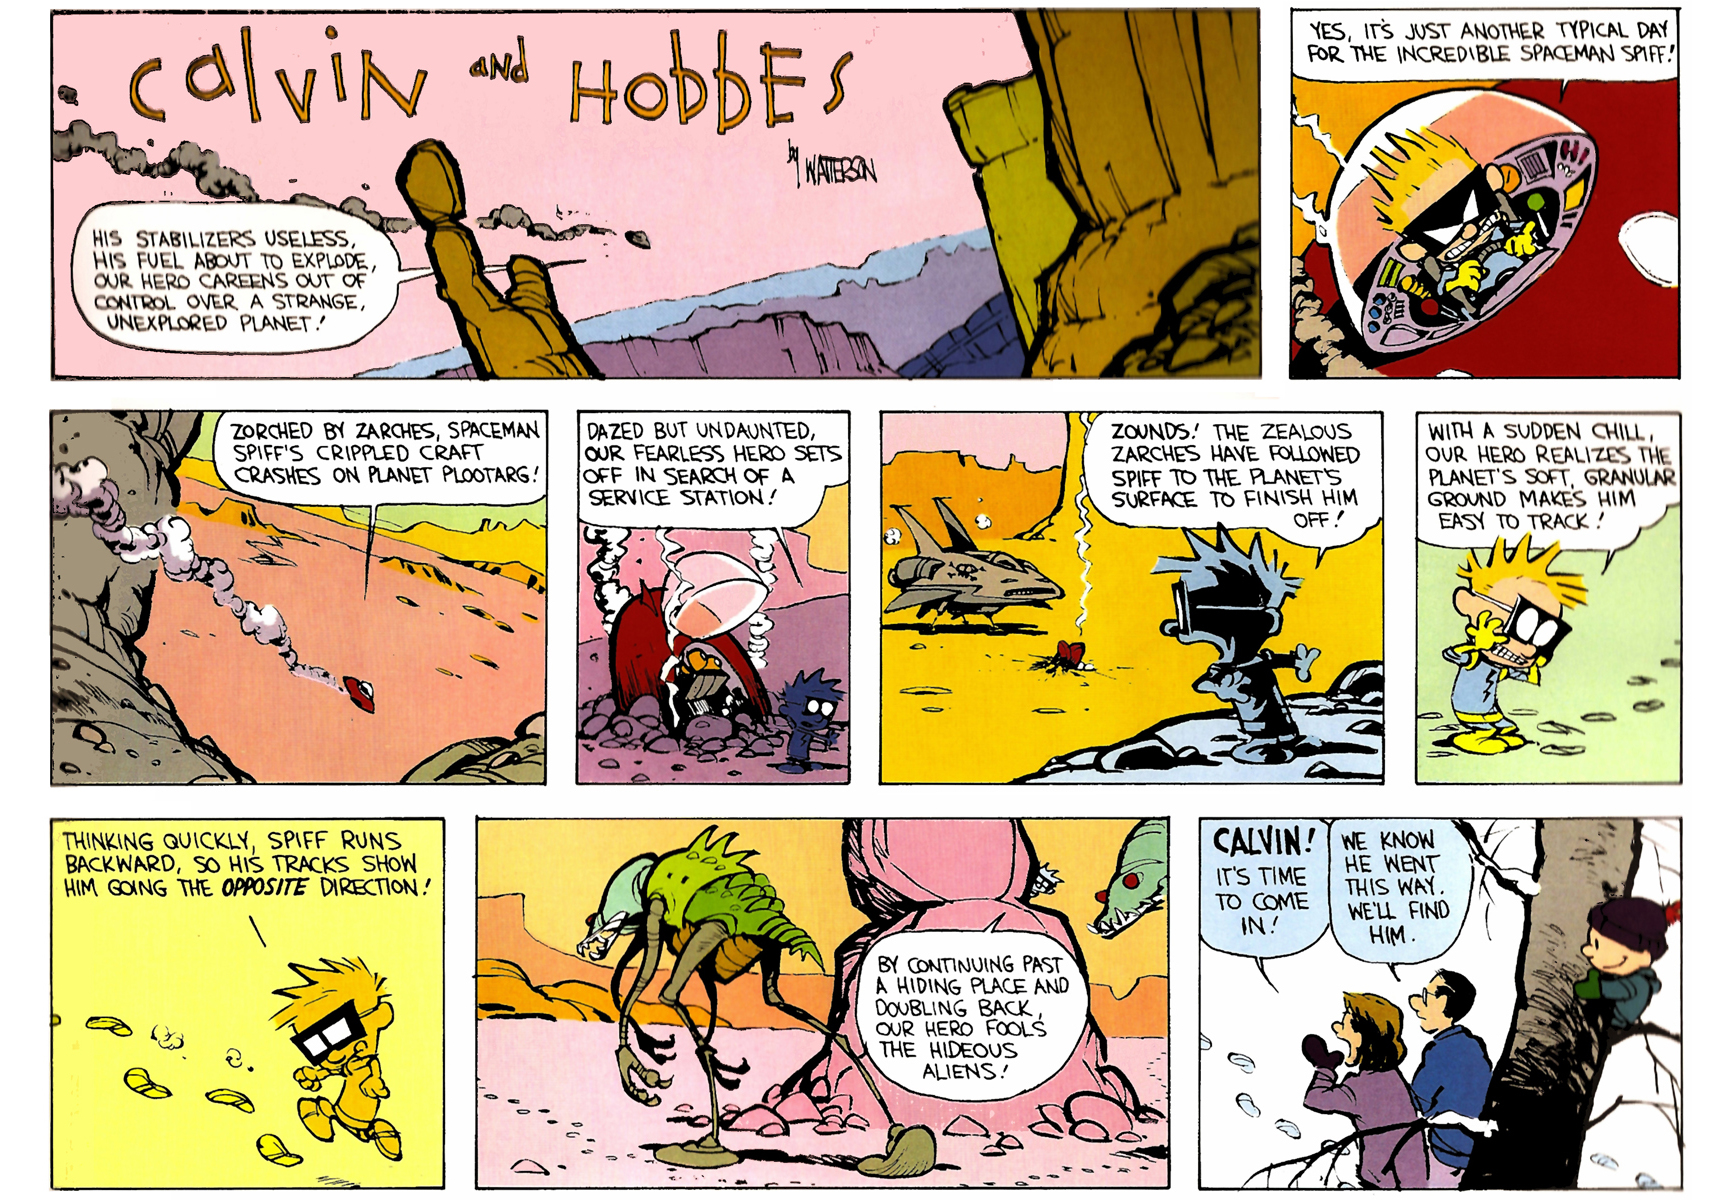 CALVIN AND HOBBES
by WATTERSON
HIS STABILIZERS USELESS,
HIS FUEL ABOUT TO EXPLODE,
OUR HERO CAREENS OUT OF
CONTROL OVER A STRANGE,
UNEXPLORED PLANET!
YES, IT'S JUST ANOTHER TYPICAL DAY
FOR THE INCREDIBLE SPACEMAN SPIFF!
ZORCHED BY ZARCHES, SPACEMAN
SPIFF'S CRIPPLED CRAFT
CRASHES ON PLANET PLOOTARG!
DAZED BUT UNDAUNTED,
OUR FEARLESS HERO SETS
OFF IN SEARCH OF A
SERVICE STATION!
ZOUNDS! THE ZEALOUS
ZARCHES HAVE FOLLOWED
SPIFF TO THE PLANET'S
SURFACE TO FINISH HIM
OFF!
WITH A SUDDEN CHILL,
OUR HERO REALIZES THE
PLANET'S SOFT, GRANULAR
GROUND MAKES HIM
EASY TO TRACK!
THINKING QUICKLY, SPIFF RUNS
BACKWARD, SO HIS TRACKS SHOW
HIM GOING THE OPPOSITE DIRECTION!
BY CONTINUING PAST
A HIDING PLACE AND
DOUBLING BACK,
OUR HERO FOOLS
THE HIDEOUS
ALIENS!
CALVIN!
IT'S TIME
TO COME
IN!
WE KNOW
HE WENT
THIS WAY.
WE'LL FIND
HIM.